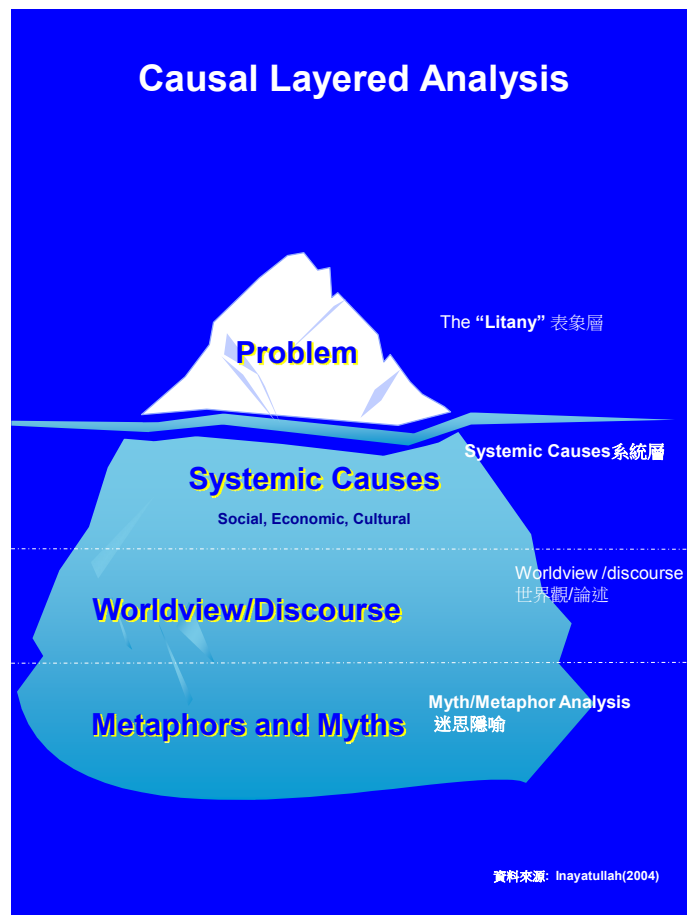 Causal Layered Analysis
The “Litany” 表象層
Problem
Systemic Causes系統層
Systemic Causes
Social, Economic, Cultural
Worldview /discourse
世界觀/論述
Worldview/Discourse
Myth/Metaphor Analysis
迷思隱喻
Metaphors and Myths
資料來源: Inayatullah(2004)